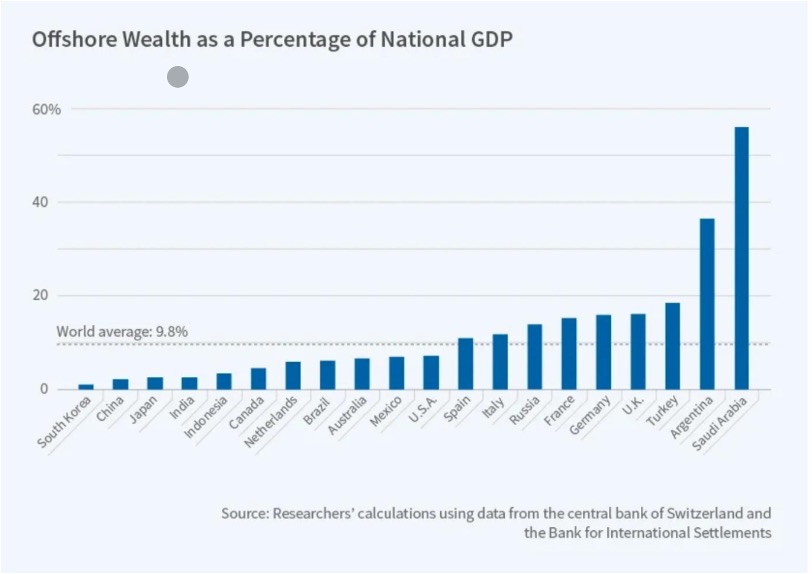 Offshore Wealth as a Percentage of National GDP
60%
40
20
World average: 9.8%
0
South Korea
China
Japan
India
Indonesia
Canada
Netherlands
Brazil
Australia
Mexico
U.S.A.
Spain
Italy
Russia
France
Germany
U.K.
Turkey
Argentina
Saudi Arabia
Source: Researchers’ calculations using data from the central bank of Switzerland and
the Bank for International Settlements